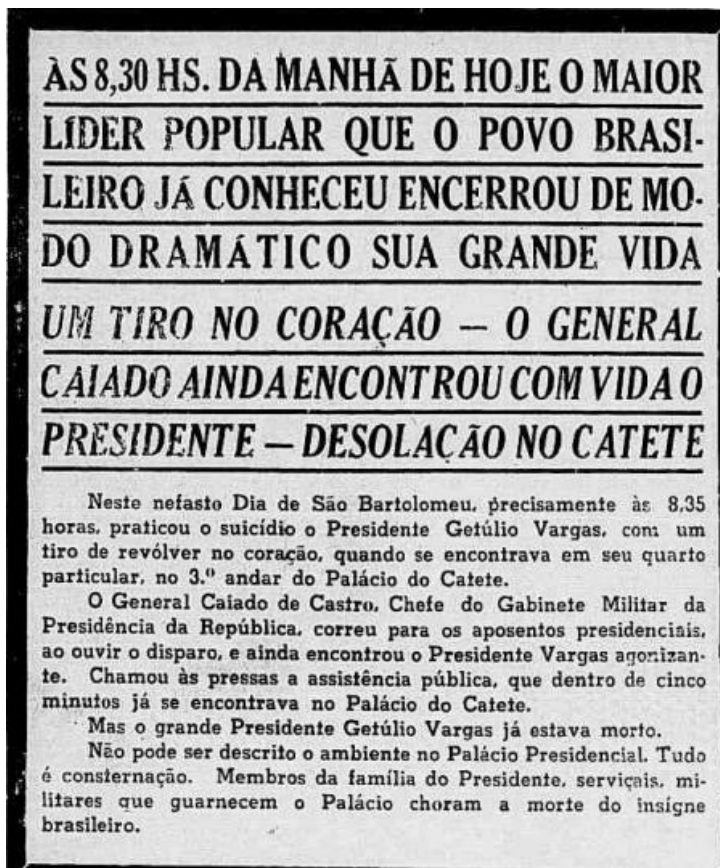 ÀS 8,30 HS. DA MANHÃ DE HOJE O MAIOR
LÍDER POPULAR QUE O POVO BRASI-
LEIRO JÁ CONHECEU ENCERROU DE MO-
DO DRAMÁTICO SUA GRANDE VIDA
UM TIRO NO CORAÇÃO — O GENERAL
CAIADO AINDA ENCONTROU COM VIDA O
PRESIDENTE — DESOLAÇÃO NO CATETE
Neste nefasto Dia de São Bartolomeu, precisamente às 8,35
horas, praticou o suicídio o Presidente Getúlio Vargas, com um
tiro de revólver no coração, quando se encontrava em seu quarto
particular, no 3.º andar do Palácio do Catete.
O General Caiado de Castro, Chefe do Gabinete Militar da
Presidência da República, correu para os aposentos presidenciais,
ao ouvir o disparo, e ainda encontrou o Presidente Vargas agonizan-
te. Chamou às pressas a assistência pública, que dentro de cinco
minutos já se encontrava no Palácio do Catete.
Mas o grande Presidente Getúlio Vargas já estava morto.
Não pode ser descrito o ambiente no Palácio Presidencial. Tudo
é consternação. Membros da família do Presidente, serviçais, mi-
litares que guarnecem o Palácio choram a morte do insigne
brasileiro.